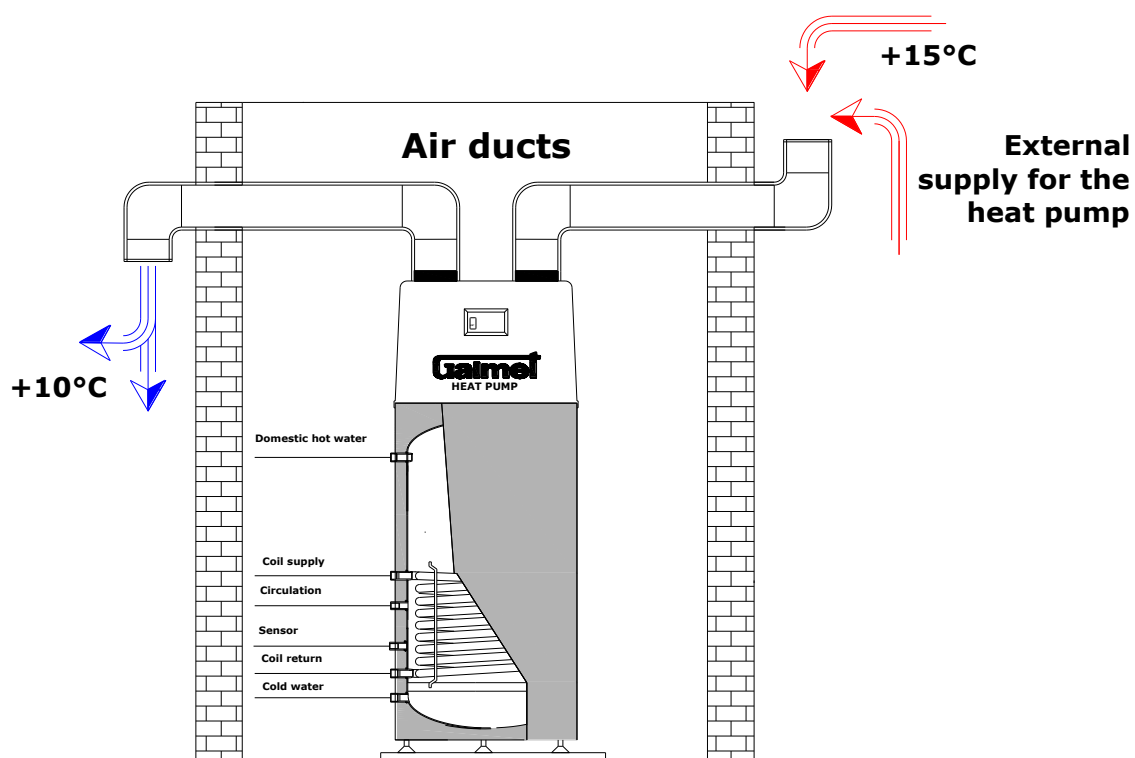 +15°C
Air ducts
External
supply for the
heat pump
+10°C
Galmet
HEAT PUMP
Domestic hot water
Coil supply
Circulation
Sensor
Coil return
Cold water